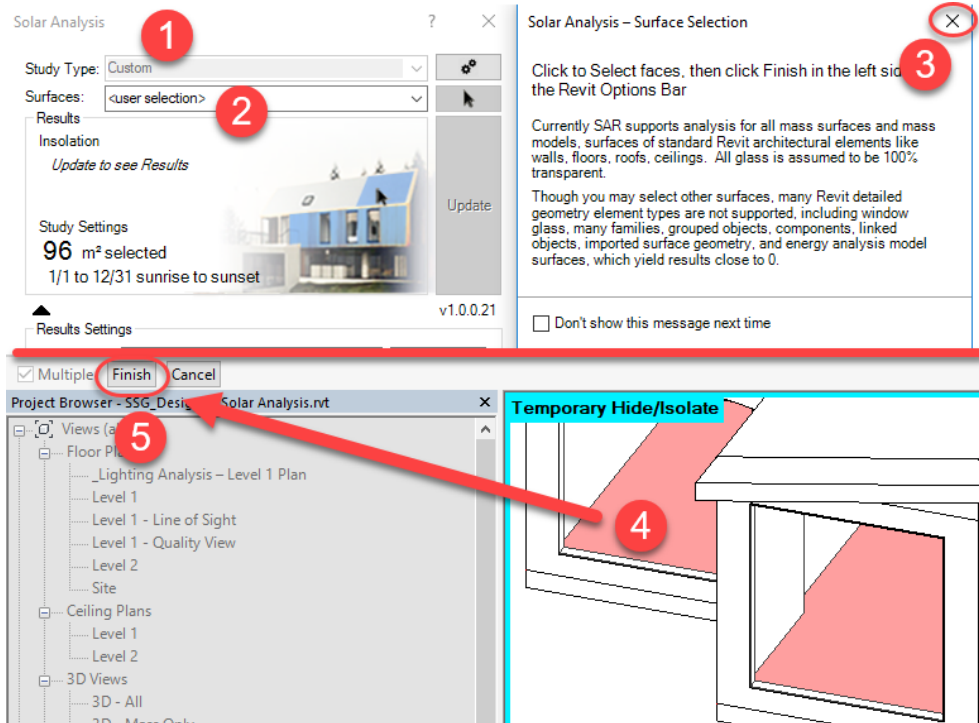 Solar Analysis
?
1
Study Type: Custom
Surfaces: <user selection>
2
Results
Insolation
Update to see Results
Update
Study Settings
96 m² selected
1/1 to 12/31 sunrise to sunset
v1.0.0.21
Results Settings
Solar Analysis – Surface Selection
3
Click to Select faces, then click Finish in the left
the Revit Options Bar
Currently SAR supports analysis for all mass surfaces and mass
models, surfaces of standard Revit architectural elements like
walls, floors, roofs, ceilings. All glass is assumed to be 100%
transparent.
Though you may select other surfaces, many Revit detailed
geometry element types are not supported, including window
glass, many families, grouped objects, components, linked
objects, imported surface geometry, and energy analysis model
surfaces, which yield results close to 0.
Don't show this message next time
Multiple Finish Cancel
Project Browser - Solar Analysis.rvt
5
Views
Floor
_Lighting Analysis – Level 1 Plan
Level 1
Level 1 - Line of Sight
Level 1 - Quality View
Level 2
Site
Ceiling Plans
Level 1
Level 2
3D Views
3D - All
3D - Mass Only
Temporary Hide/Isolate
4